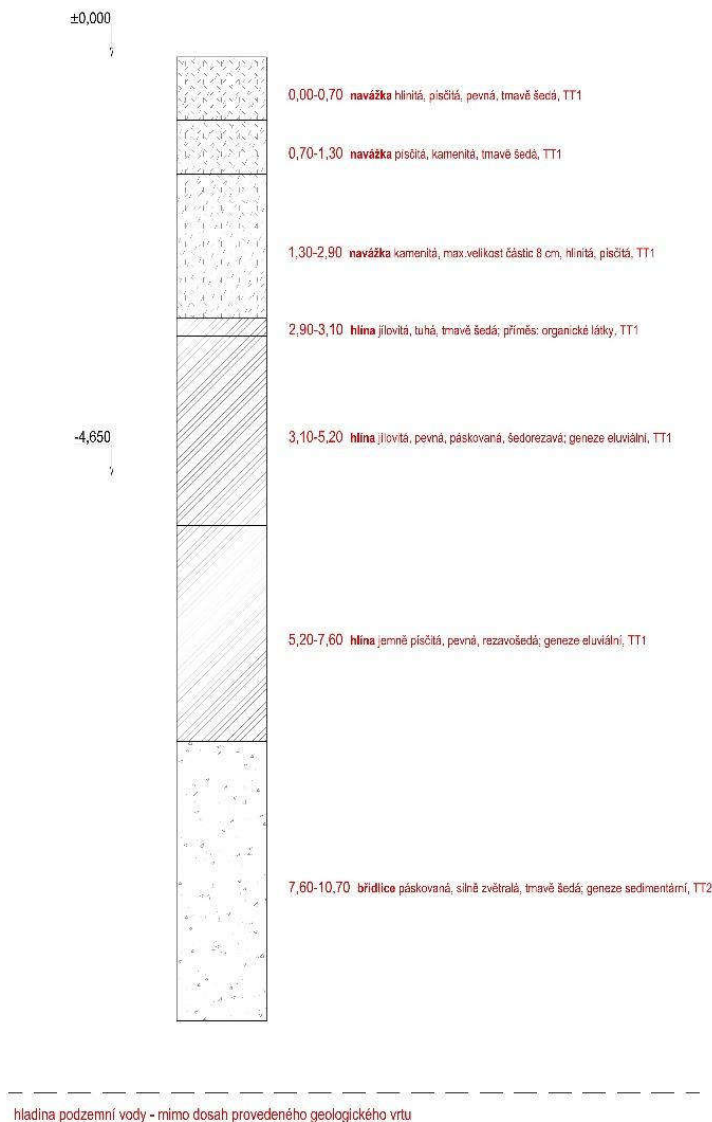 ±0,000
0,00-0,70 navážka hlinitá, písčitá, pevná, tmavě šedá, TT1
0,70-1,30 navážka písčitá, kamenitá, tmavě šedá, TT1
1,30-2,90 navážka kamenitá, max.velikost částic 8 cm, hlinitá, písčitá, TT1
2,90-3,10 hlína jílovitá, tuhá, tmavě šedá; příměs: organické látky, TT1
-4,650
3,10-5,20 hlína jílovitá, pevná, páskovaná, šedorezavá; geneze eluviální, TT1
5,20-7,60 hlína jemně písčitá, pevná, rezavošedá; geneze eluviální, TT1
7,60-10,70 břidlice páskovaná, silně zvětralá, tmavě šedá; geneze sedimentární, TT2
hladina podzemní vody - mimo dosah provedeného geologického vrtu